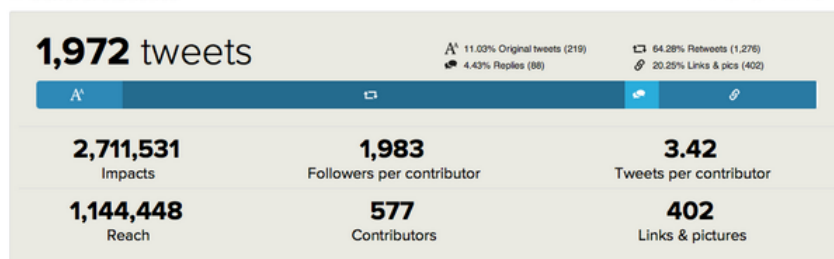 1,972 tweets
11.03% Original tweets (219)
64.28% Retweets (1,276)
4.43% Replies (88)
20.25% Links & pics (402)
2,711,531
1,983
3.42
Impacts
Followers per contributor
Tweets per contributor
1,144,448
577
402
Reach
Contributors
Links & pictures